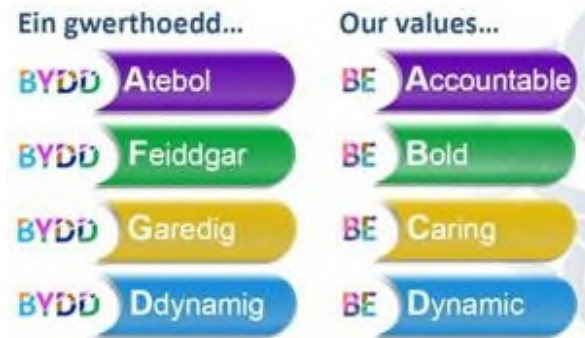 Ein gwerthoedd...
BYDD Atebol
BYDD Feiddgar
BYDD Garedig
BYDD Ddynamig
Our values...
BE Accountable
BE Bold
BE Caring
BE Dynamic